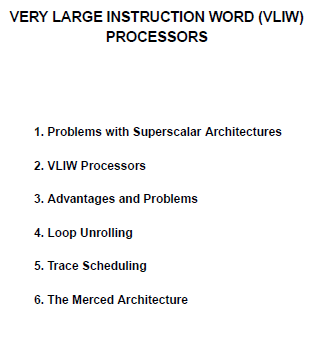 VERY LARGE INSTRUCTION WORD (VLIW)
PROCESSORS
1. Problems with Superscalar Architectures
2. VLIW Processors
3. Advantages and Problems
4. Loop Unrolling
5. Trace Scheduling
6. The Merced Architecture